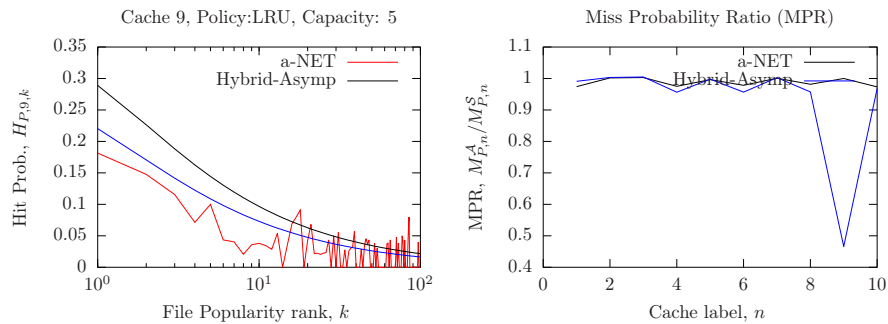 Cache 9, Policy:LRU, Capacity: 5
0.35
0.3
0.25
0.2
0.15
0.1
0.05
0
10^0
10^1
10^2
Hit Prob., H_{P,9,k}
File Popularity rank, k
a-NET
Hybrid-Asymp
Miss Probability Ratio (MPR)
1.1
1
0.9
0.8
0.7
0.6
0.5
0.4
0
2
4
6
8
10
MPR, M^A_{P,n}/M^S_{P,n}
Cache label, n
a-NET
Hybrid-Asymp